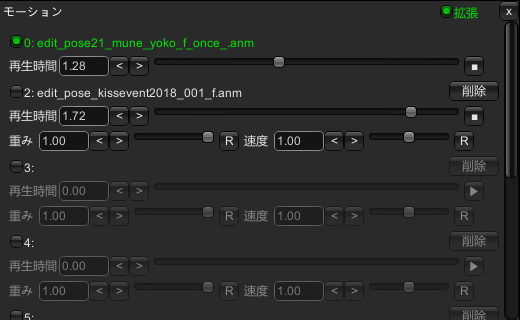 モーション 拡張 x
0: edit_pose21_mune_yoko_f_once_.anm
再生時間 1.28 < > ■
2: edit_pose_kissevent2018_001_f.anm 削除
再生時間 1.72 < > ■
重み 1.00 < > R 速度 1.00 < > R
3: 削除
再生時間 0.00 < > ▶
重み 1.00 < > R 速度 1.00 < > R
4: 削除
再生時間 0.00 < > ▶
重み 1.00 < > R 速度 1.00 < > R
5: 削除